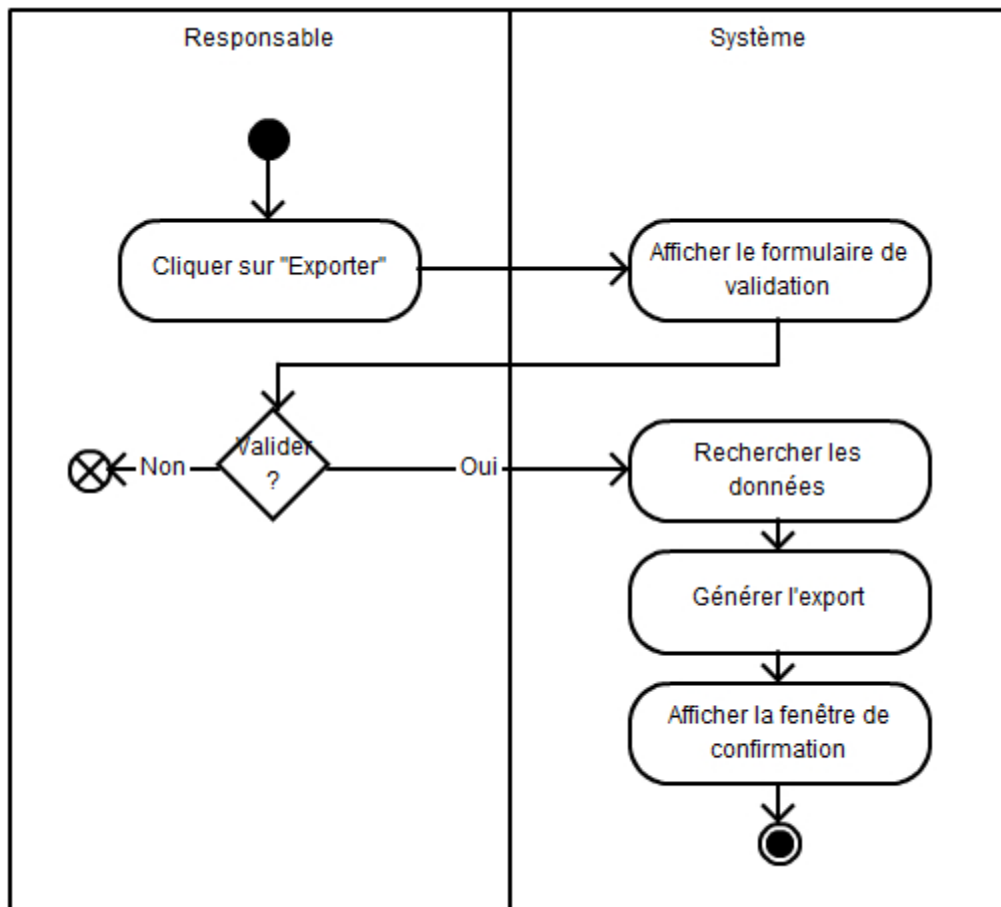 Responsable
Système
Cliquer sur "Exporter"
Afficher le formulaire de
validation
Valider
?
Non
Oui
Rechercher les
données
Générer l'export
Afficher la fenêtre de
confirmation